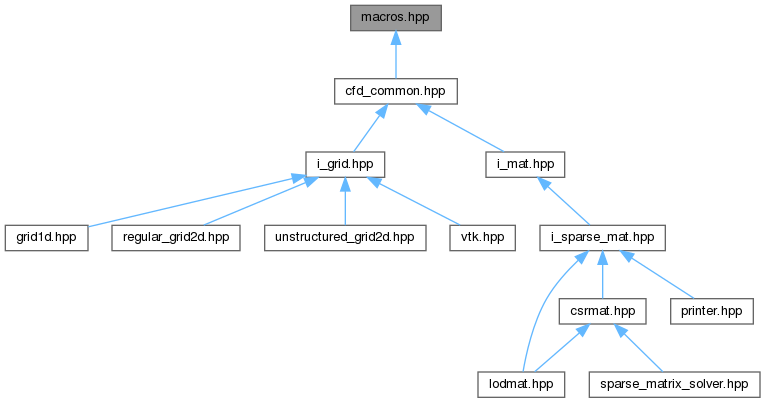 macros.hpp
cfd_common.hpp
i_grid.hpp
i_mat.hpp
grid1d.hpp
regular_grid2d.hpp
unstructured_grid2d.hpp
vtk.hpp
i_sparse_mat.hpp
csrmat.hpp
printer.hpp
lodmat.hpp
sparse_matrix_solver.hpp